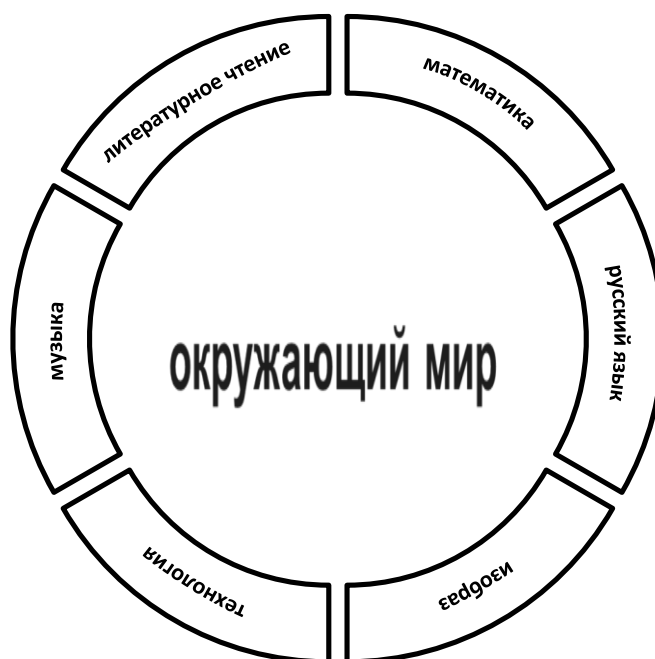 литературное чтение
математика
русский язык
изобраз
технология
музыка
окружающий мир